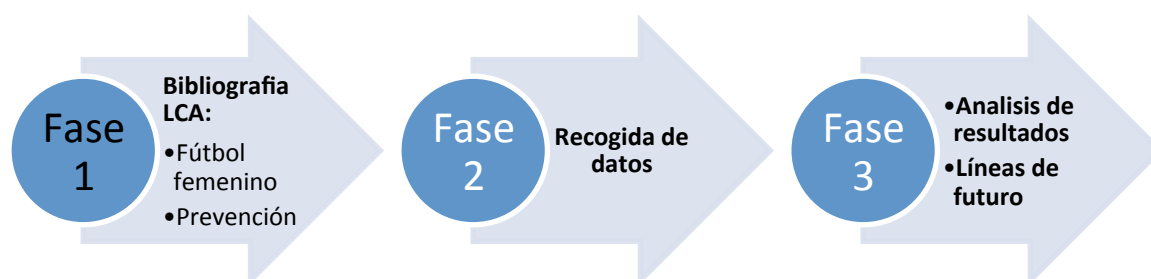 Fase
1
Bibliografia
LCA:
•Fútbol
femenino
•Prevención
Fase
2
Recogida de
datos
Fase
3
•Analisis de
resultados
•Líneas de
futuro